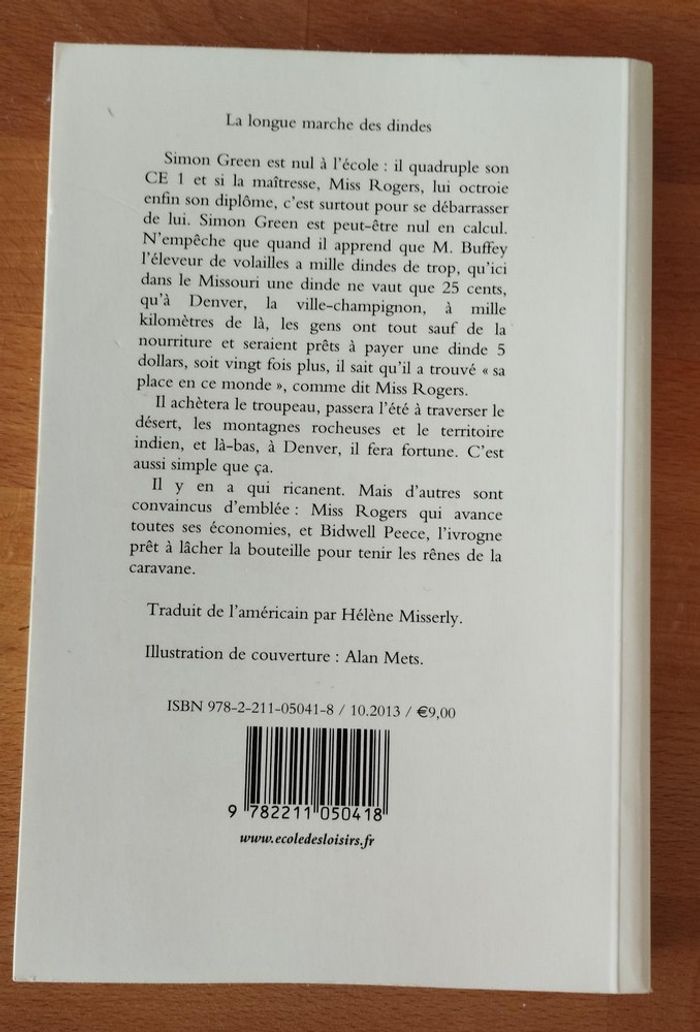 La longue marche des dindes
Simon Green est nul à l'école : il quadruple son
CE 1 et si la maîtresse, Miss Rogers, lui octroie
enfin son diplôme, c'est surtout pour se débarrasser
de lui. Simon Green est peut-être nul en calcul.
N'empêche que quand il apprend que M. Buffey
l'éleveur de volailles a mille dindes de trop, qu'ici
dans le Missouri une dinde ne vaut que 25 cents,
qu'à Denver, la ville-champignon, à mille
kilomètres de là, les gens ont tout sauf de la
nourriture et seraient prêts à payer une dinde 5
dollars, soit vingt fois plus, il sait qu'il a trouvé « sa
place en ce monde », comme dit Miss Rogers.
Il achètera le troupeau, passera l'été à traverser le
désert, les montagnes rocheuses et le territoire
indien, et là-bas, à Denver, il fera fortune. C'est
aussi simple que ça.
Il y en a qui ricanent. Mais d'autres sont
convaincus d'emblée : Miss Rogers qui avance
toutes ses économies, et Bidwell Peece, l'ivrogne
prêt à lâcher la bouteille pour tenir les rênes de la
caravane.
Traduit de l'américain par Hélène Misserly.
Illustration de couverture : Alan Mets.
ISBN 978-2-211-05041-8 / 10.2013 / €9,00
9 782211 050418
www.ecoledesloisirs.fr